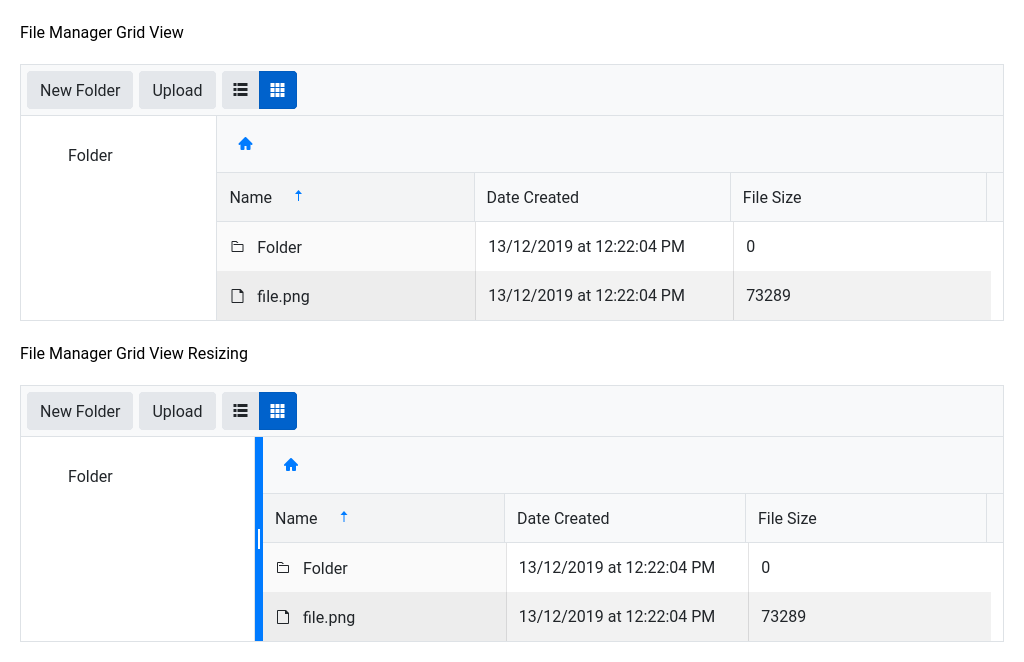 File Manager Grid View
New Folder Upload
Folder
Name Date Created File Size
Folder 13/12/2019 at 12:22:04 PM 0
file.png 13/12/2019 at 12:22:04 PM 73289
File Manager Grid View Resizing
New Folder Upload
Folder
Name Date Created File Size
Folder 13/12/2019 at 12:22:04 PM 0
file.png 13/12/2019 at 12:22:04 PM 73289